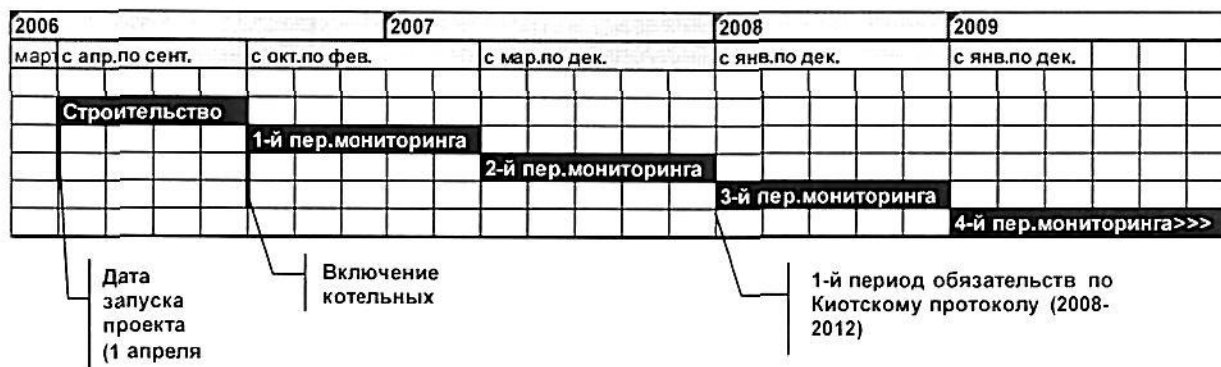 2006 2007 2008 2009
март с апр.по сент. с окт.по фев. с мар.по дек. с янв.по дек. с янв.по дек.
Строительство
1-й пер.мониторинга
2-й пер.мониторинга
3-й пер.мониторинга
4-й пер.мониторинга>>>
Дата
запуска
проекта
(1 апреля
Включение
котельных
1-й период обязательств по
Киотскому протоколу (2008-
2012)